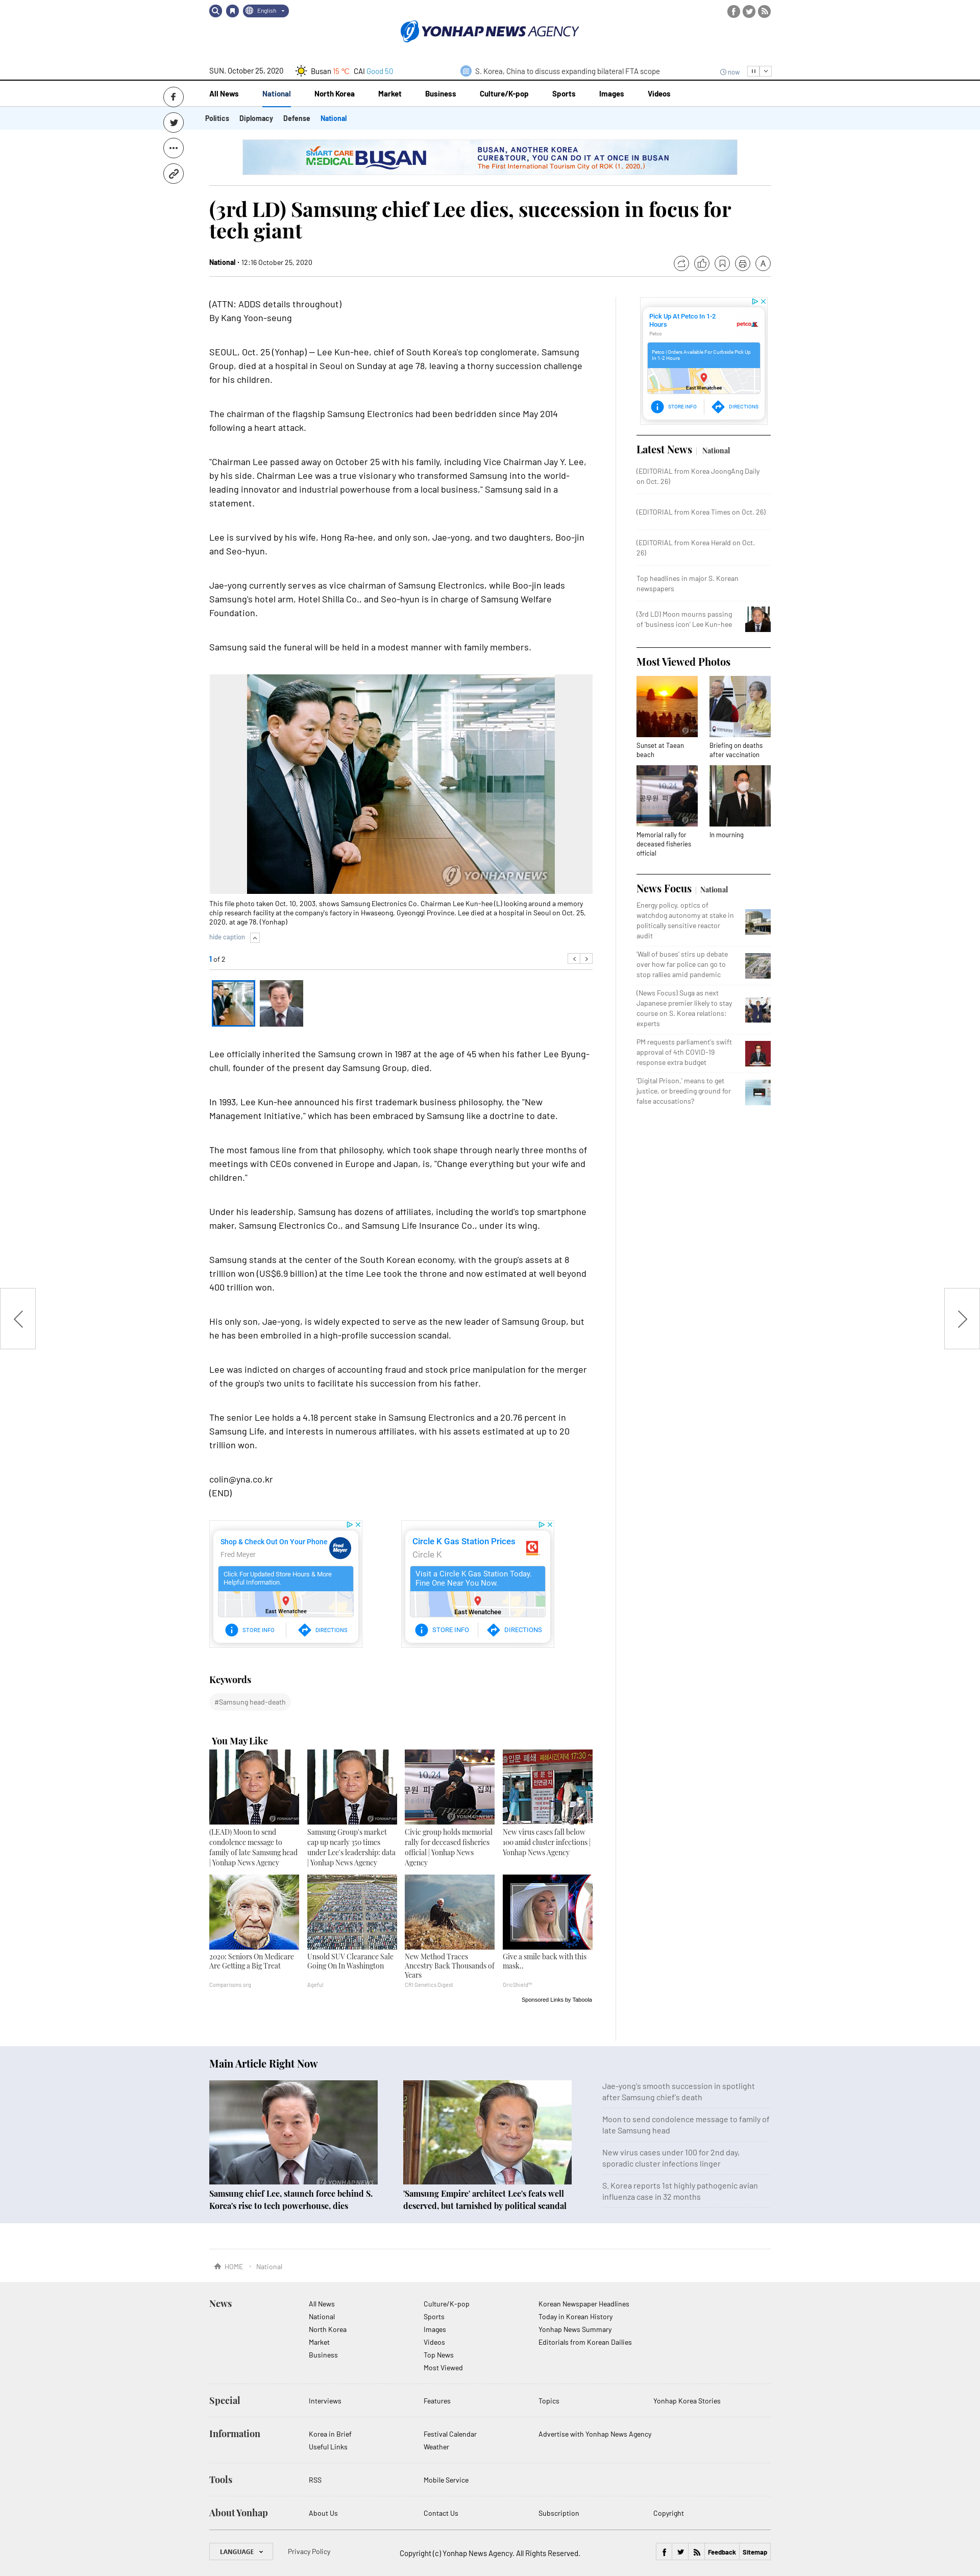 English
YONHAP NEWS AGENCY
SUN. October 25, 2020
Busan 15 ℃ CAI Good 50
S. Korea, China to discuss expanding bilateral FTA scope
now
All News National North Korea Market Business Culture/K-pop Sports Images Videos
Politics Diplomacy Defense National
SMART CARE
MEDICAL BUSAN
BUSAN, ANOTHER KOREA
CURE&TOUR, YOU CAN DO IT AT ONCE IN BUSAN
The First International Tourism City of ROK (1, 2020.)
(3rd LD) Samsung chief Lee dies, succession in focus for
tech giant
National · 12:16 October 25, 2020
A
(ATTN: ADDS details throughout)
By Kang Yoon-seung
SEOUL, Oct. 25 (Yonhap) -- Lee Kun-hee, chief of South Korea's top conglomerate, Samsung
Group, died at a hospital in Seoul on Sunday at age 78, leaving a thorny succession challenge
for his children.
The chairman of the flagship Samsung Electronics had been bedridden since May 2014
following a heart attack.
"Chairman Lee passed away on October 25 with his family, including Vice Chairman Jay Y. Lee,
by his side. Chairman Lee was a true visionary who transformed Samsung into the world-
leading innovator and industrial powerhouse from a local business," Samsung said in a
statement.
Lee is survived by his wife, Hong Ra-hee, and only son, Jae-yong, and two daughters, Boo-jin
and Seo-hyun.
Jae-yong currently serves as vice chairman of Samsung Electronics, while Boo-jin leads
Samsung's hotel arm, Hotel Shilla Co., and Seo-hyun is in charge of Samsung Welfare
Foundation.
Samsung said the funeral will be held in a modest manner with family members.
YONHAP NEWS
This file photo taken Oct. 10, 2003, shows Samsung Electronics Co. Chairman Lee Kun-hee (L) looking around a memory
chip research facility at the company's factory in Hwaseong, Gyeonggi Province. Lee died at a hospital in Seoul on Oct. 25,
2020, at age 78. (Yonhap)
hide caption
1 of 2
Lee officially inherited the Samsung crown in 1987 at the age of 45 when his father Lee Byung-
chull, founder of the present day Samsung Group, died.
In 1993, Lee Kun-hee announced his first trademark business philosophy, the "New
Management Initiative," which has been embraced by Samsung like a doctrine to date.
The most famous line from that philosophy, which took shape through nearly three months of
meetings with CEOs convened in Europe and Japan, is, "Change everything but your wife and
children."
Under his leadership, Samsung has dozens of affiliates, including the world's top smartphone
maker, Samsung Electronics Co., and Samsung Life Insurance Co., under its wing.
Samsung stands at the center of the South Korean economy, with the group's assets at 8
trillion won (US$6.9 billion) at the time Lee took the throne and now estimated at well beyond
400 trillion won.
His only son, Jae-yong, is widely expected to serve as the new leader of Samsung Group, but
he has been embroiled in a high-profile succession scandal.
Lee was indicted on charges of accounting fraud and stock price manipulation for the merger
of the group's two units to facilitate his succession from his father.
The senior Lee holds a 4.18 percent stake in Samsung Electronics and a 20.76 percent in
Samsung Life, and interests in numerous affiliates, with his assets estimated at up to 20
trillion won.
colin@yna.co.kr
(END)
Shop & Check Out On Your Phone
Fred Meyer
Fred Meyer
Click For Updated Store Hours & More
Helpful Information.
East Wenatchee
STORE INFO DIRECTIONS
Circle K Gas Station Prices
Circle K
Visit a Circle K Gas Station Today.
Fine One Near You Now.
East Wenatchee
STORE INFO DIRECTIONS
Keywords
#Samsung head-death
You May Like
YONHAP NEWS
YONHAP NEWS
10.24
YONHAP NEWS
17:30~
(LEAD) Moon to send
condolence message to
family of late Samsung head
| Yonhap News Agency
Samsung Group's market
cap up nearly 350 times
under Lee's leadership: data
| Yonhap News Agency
Civic group holds memorial
rally for deceased fisheries
official | Yonhap News
Agency
New virus cases fall below
100 amid cluster infections |
Yonhap News Agency
2020: Seniors On Medicare
Are Getting a Big Treat
Comparisons.org
Unsold SUV Clearance Sale
Going On In Washington
Ageful
New Method Traces
Ancestry Back Thousands of
Years
CRI Genetics Digest
Give a smile back with this
mask..
OricShield™
Sponsored Links by Taboola
Pick Up At Petco In 1-2
Hours
Petco
petco
Petco | Orders Available For Curbside Pick Up
In 1-2 Hours
East Wenatchee
STORE INFO DIRECTIONS
Latest News | National
(EDITORIAL from Korea JoongAng Daily
on Oct. 26)
(EDITORIAL from Korea Times on Oct. 26)
(EDITORIAL from Korea Herald on Oct.
26)
Top headlines in major S. Korean
newspapers
(3rd LD) Moon mourns passing
of 'business icon' Lee Kun-hee
Most Viewed Photos
Sunset at Taean
beach
Briefing on deaths
after vaccination
10.24
Memorial rally for
deceased fisheries
official
In mourning
News Focus | National
Energy policy, optics of
watchdog autonomy at stake in
politically sensitive reactor
audit
'Wall of buses' stirs up debate
over how far police can go to
stop rallies amid pandemic
(News Focus) Suga as next
Japanese premier likely to stay
course on S. Korea relations:
experts
PM requests parliament's swift
approval of 4th COVID-19
response extra budget
'Digital Prison,' means to get
justice, or breeding ground for
false accusations?
Main Article Right Now
YONHAP NEWS
Samsung chief Lee, staunch force behind S.
Korea's rise to tech powerhouse, dies
'Samsung Empire' architect Lee's feats well
deserved, but tarnished by political scandal
Jae-yong's smooth succession in spotlight
after Samsung chief's death
Moon to send condolence message to family of
late Samsung head
New virus cases under 100 for 2nd day,
sporadic cluster infections linger
S. Korea reports 1st highly pathogenic avian
influenza case in 32 months
HOME National
News
All News
National
North Korea
Market
Business
Culture/K-pop
Sports
Images
Videos
Top News
Most Viewed
Korean Newspaper Headlines
Today in Korean History
Yonhap News Summary
Editorials from Korean Dailies
Special
Interviews Features Topics Yonhap Korea Stories
Information
Korea in Brief Festival Calendar Advertise with Yonhap News Agency
Useful Links Weather
Tools
RSS Mobile Service
About Yonhap
About Us Contact Us Subscription Copyright
LANGUAGE Privacy Policy Copyright (c) Yonhap News Agency. All Rights Reserved. Feedback Sitemap